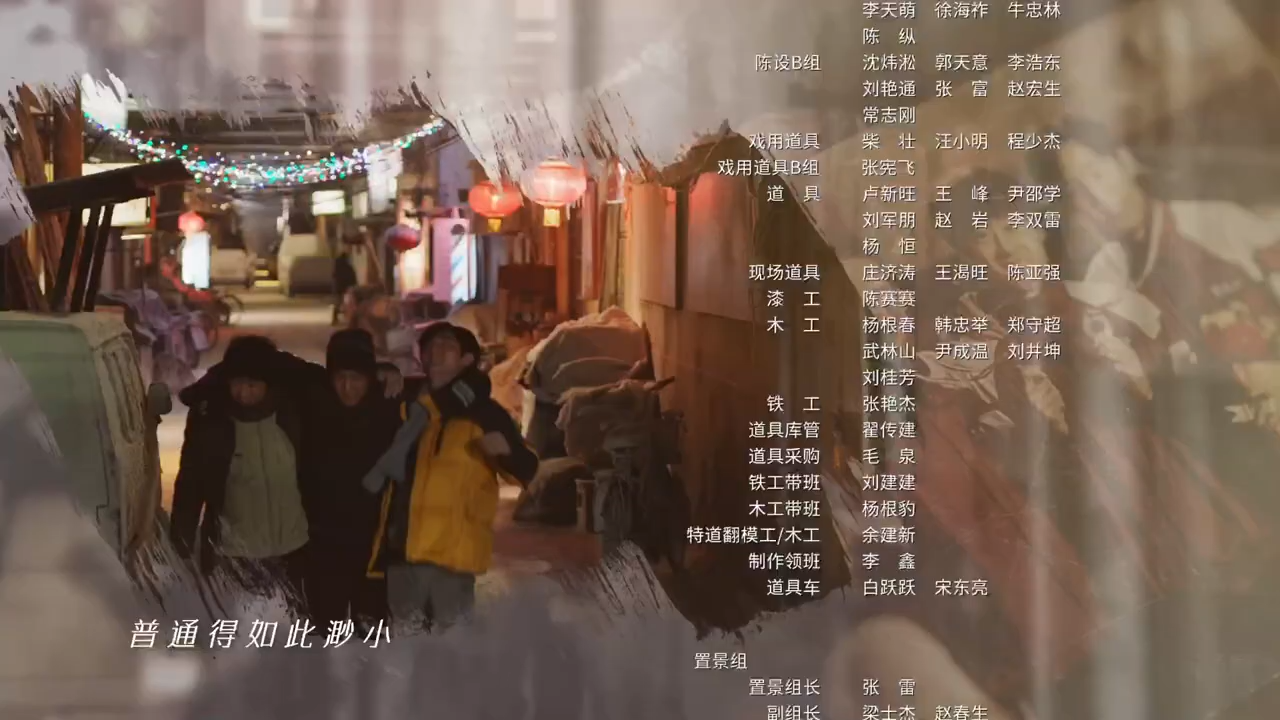 李天萌 徐海祚 牛忠林
陈 纵
陈设B组 沈炜淞 郭天意 李浩东
刘艳通 张 富 赵宏生
常志刚
戏用道具 柴 壮 汪小明 程少杰
戏用道具B组 张宪飞
道 具 卢新旺 王 峰 尹邵学
刘军朋 赵 岩 李双雷
杨 恒
现场道具 庄济涛 王渴旺 陈亚强
漆 工 陈赛赛
木 工 杨根春 韩忠举 郑守超
武林山 尹成温 刘井坤
刘桂芳
铁 工 张艳杰
道具库管 翟传建
道具采购 毛 泉
铁工带班 刘建建
木工带班 杨根豹
特道翻模工/木工 余建新
制作领班 李 鑫
道具车 白跃跃 宋东亮
普通得如此渺小
置景组
置景组长 张 雷
副组长 梁士杰 赵春生